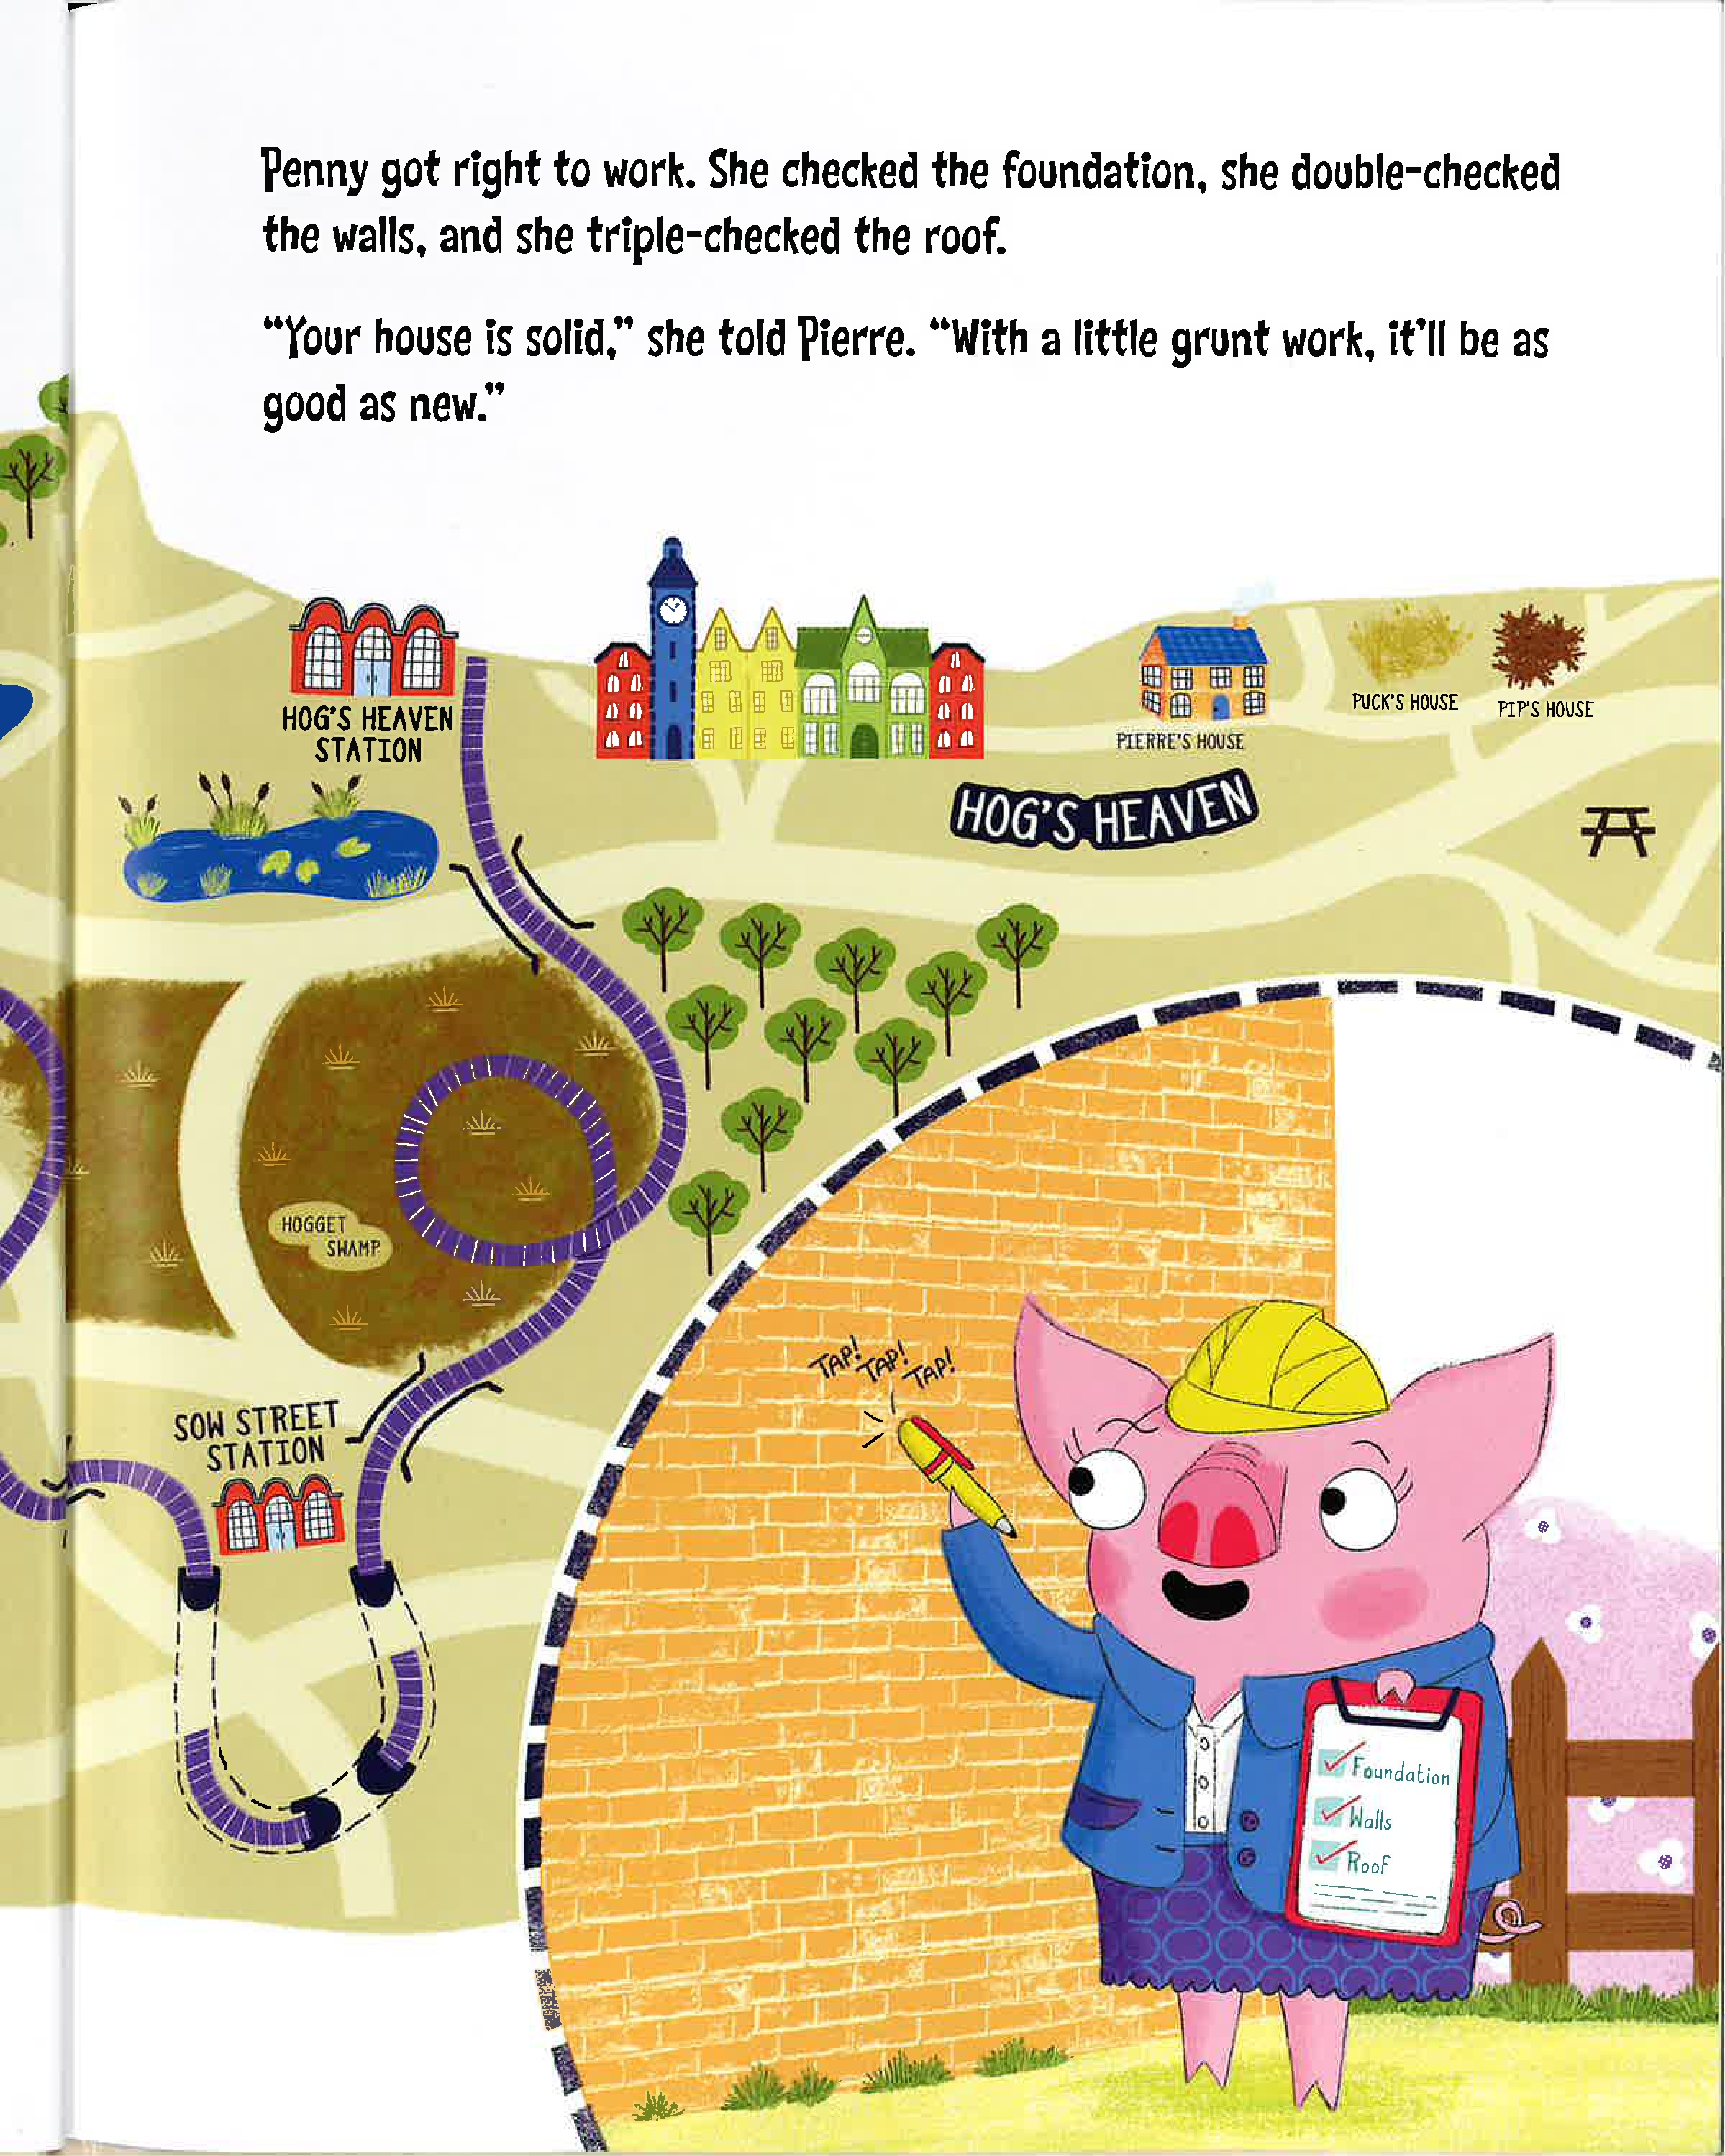 Penny got right to work. She checked the foundation, she double-checked
the walls, and she triple-checked the roof.
“Your house is solid,” she told Pierre. “With a little grunt work, it’ll be as
good as new.”
HOG'S HEAVEN
STATION
PIERRE'S HOUSE
PUCK'S HOUSE
PIP'S HOUSE
HOG'S HEAVEN
HOGGET
SWAMP
SOW STREET
STATION
TAP! TAP! TAP!
Foundation
Walls
Roof